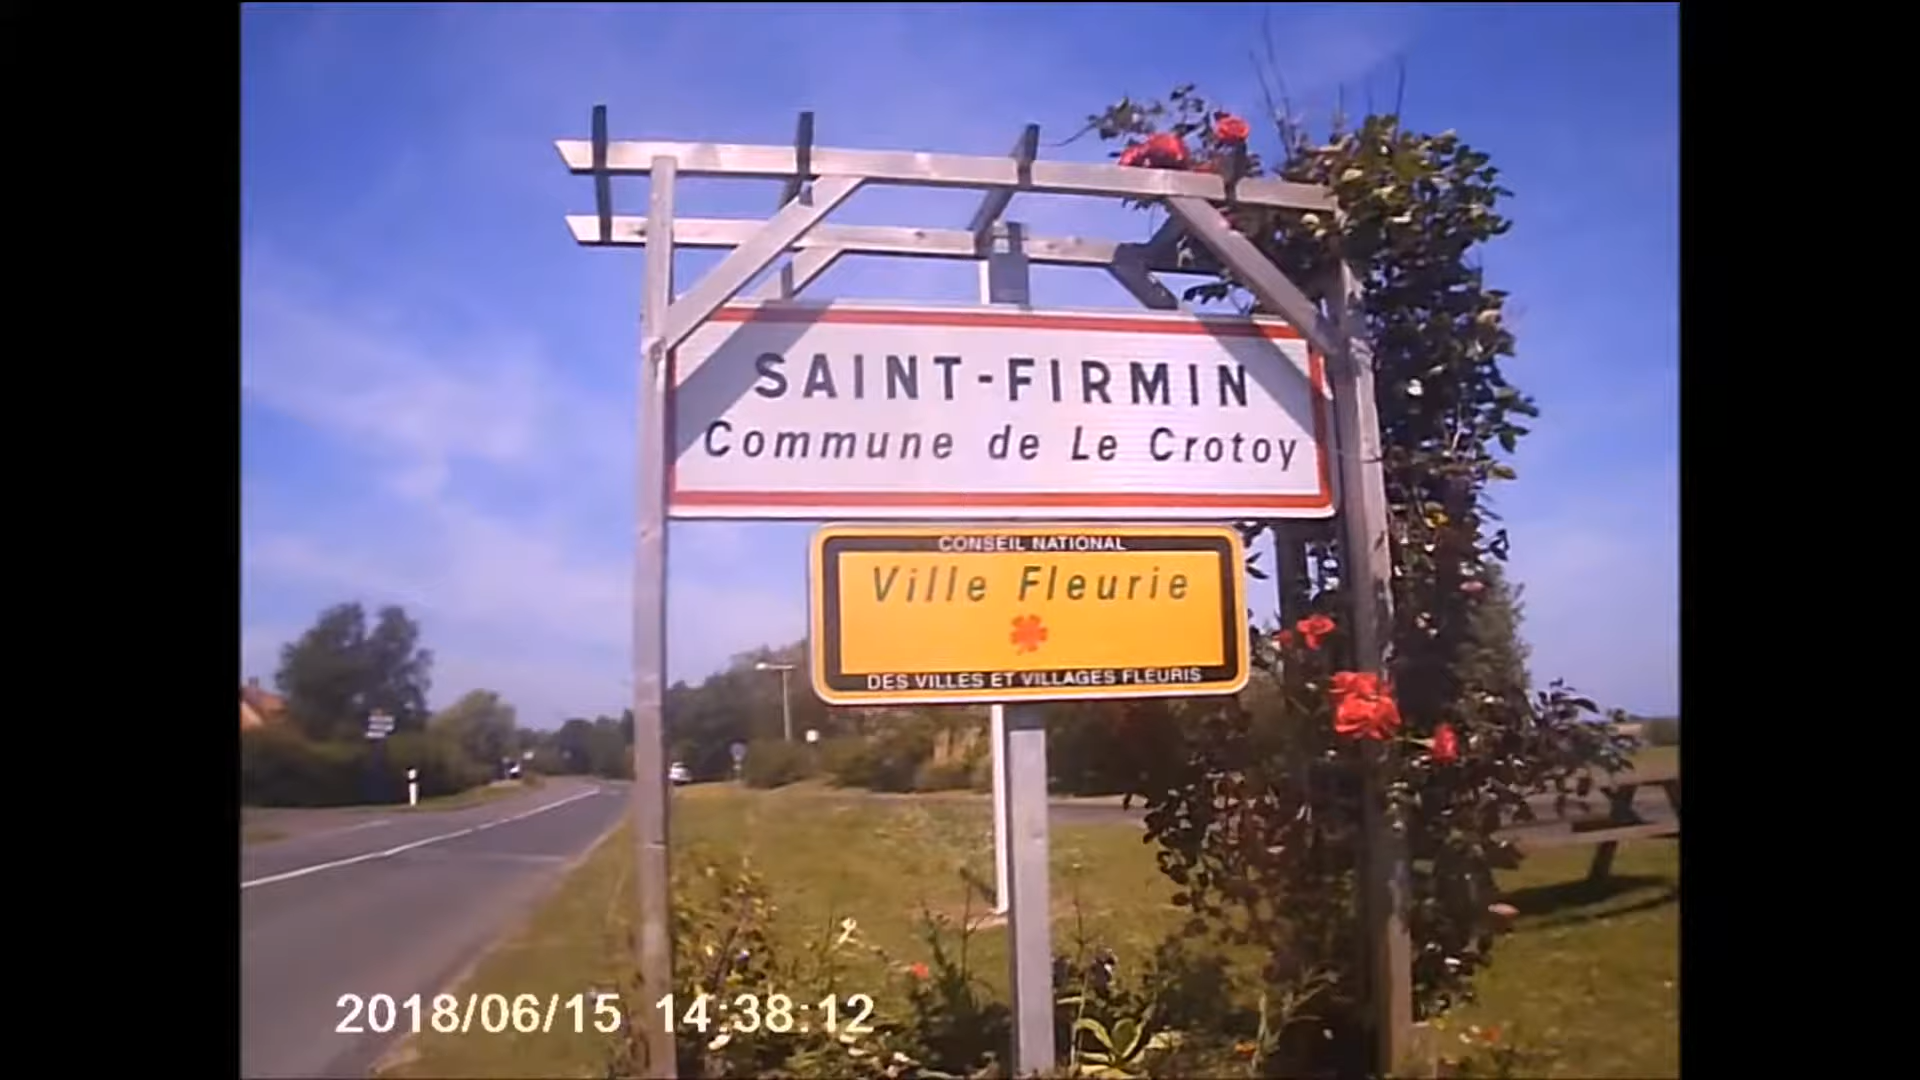 SAINT-FIRMIN
Commune de Le Crotoy
CONSEIL NATIONAL
Ville Fleurie
DES VILLES ET VILLAGES FLEURIS
2018/06/15 14:38:12